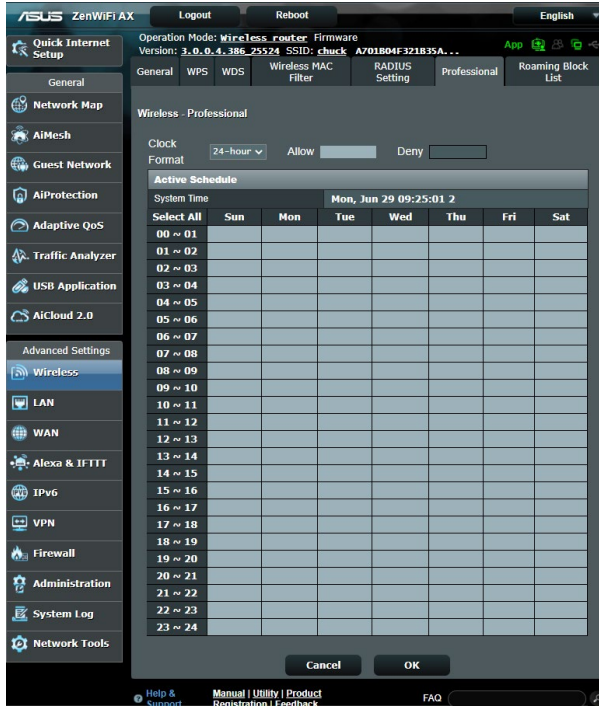 ASUS ZenWiFi AX Logout Reboot English
Quick Internet Setup
General
Network Map
AiMesh
Guest Network
AiProtection
Adaptive QoS
Traffic Analyzer
USB Application
AiCloud 2.0
Advanced Settings
Wireless
LAN
WAN
Alexa & IFTTT
IPv6
VPN
Firewall
Administration
System Log
Network Tools
Operation Mode: Wireless router Firmware
Version: 3.0.0.4.386_25524 SSID: chuck A701B04F321B35A...
App
General WPS WDS Wireless MAC Filter RADIUS Setting Professional Roaming Block List
Wireless - Professional
Clock Format 24-hour Allow Deny
Active Schedule
System Time Mon, Jun 29 09:25:01 2
Select All Sun Mon Tue Wed Thu Fri Sat
00 ~ 01
01 ~ 02
02 ~ 03
03 ~ 04
04 ~ 05
05 ~ 06
06 ~ 07
07 ~ 08
08 ~ 09
09 ~ 10
10 ~ 11
11 ~ 12
12 ~ 13
13 ~ 14
14 ~ 15
15 ~ 16
16 ~ 17
17 ~ 18
18 ~ 19
19 ~ 20
20 ~ 21
21 ~ 22
22 ~ 23
23 ~ 24
Cancel OK
Help & Support Manual | Utility | Product Registration | Feedback FAQ